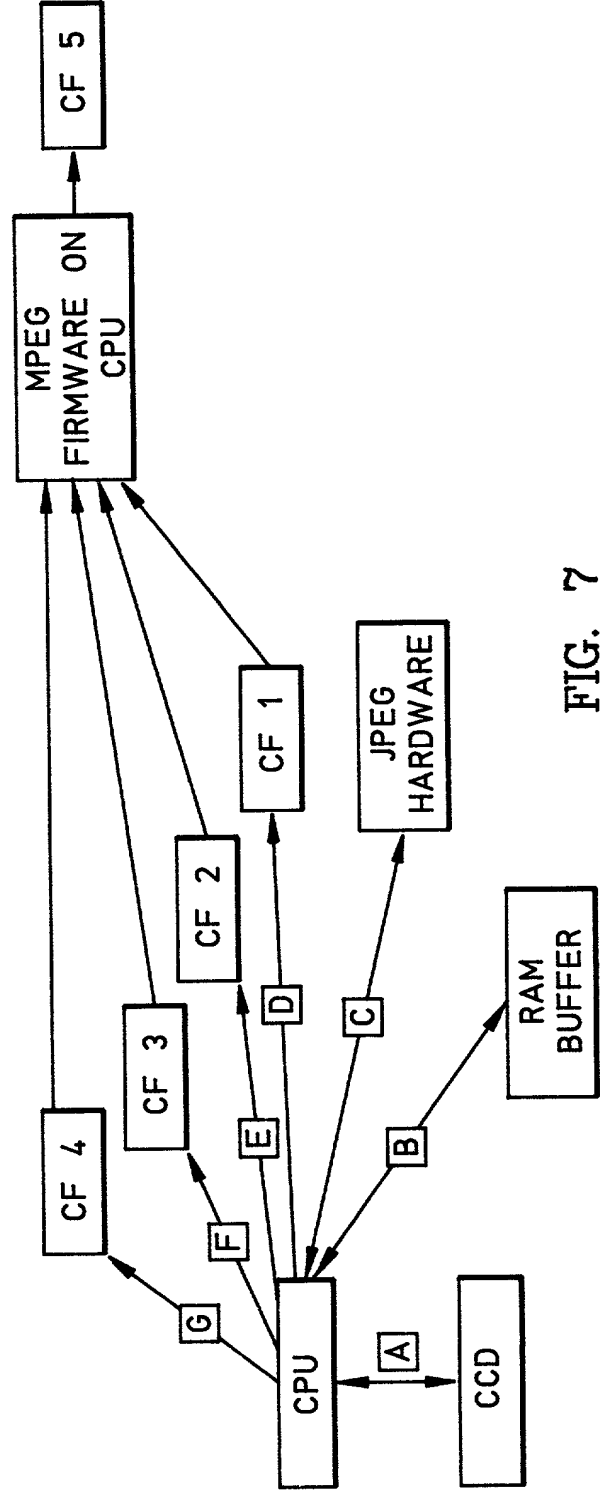 CF 5
MPEG
FIRMWARE ON
CPU
CF 4
CF 3
CF 2
CF 1
G
F
E
D
C
B
A
CPU
CCD
JPEG
HARDWARE
RAM
BUFFER
FIG. 7